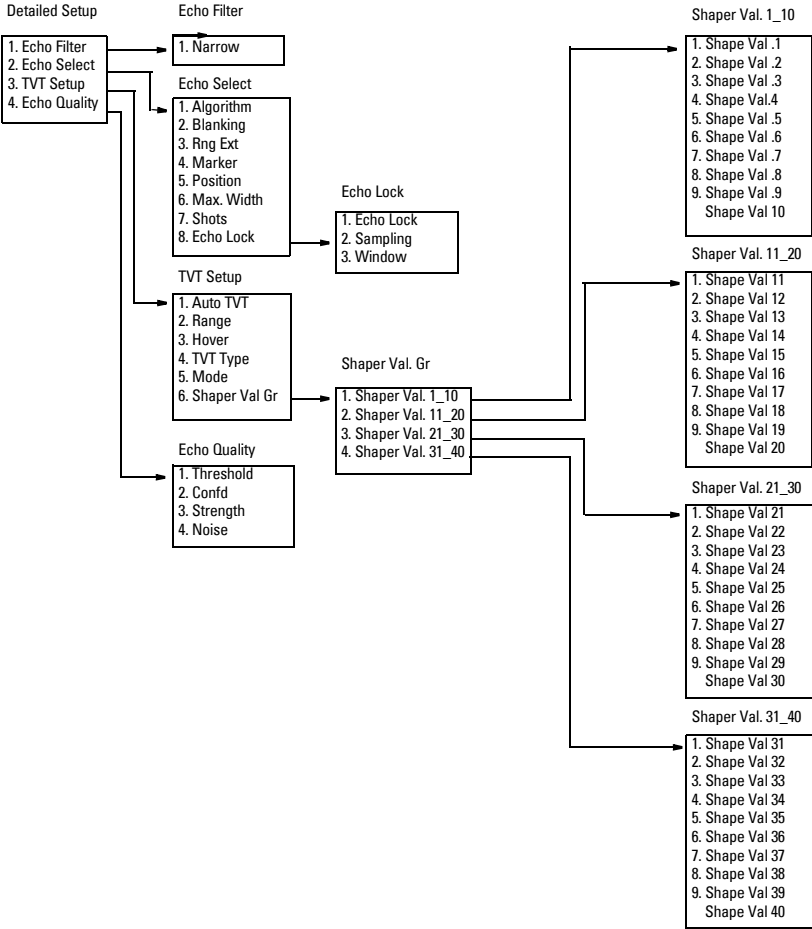 Detailed Setup
1. Echo Filter
2. Echo Select
3. TVT Setup
4. Echo Quality
Echo Filter
1. Narrow
Echo Select
1. Algorithm
2. Blanking
3. Rng Ext
4. Marker
5. Position
6. Max. Width
7. Shots
8. Echo Lock
TVT Setup
1. Auto TVT
2. Range
3. Hover
4. TVT Type
5. Mode
6. Shaper Val Gr
Echo Quality
1. Threshold
2. Confd
3. Strength
4. Noise
Echo Lock
1. Echo Lock
2. Sampling
3. Window
Shaper Val. Gr
1. Shaper Val. 1_10
2. Shaper Val. 11_20
3. Shaper Val. 21_30
4. Shaper Val. 31_40
Shaper Val. 1_10
1. Shape Val .1
2. Shape Val .2
3. Shape Val .3
4. Shape Val.4
5. Shape Val .5
6. Shape Val .6
7. Shape Val .7
8. Shape Val .8
9. Shape Val .9
Shape Val 10
Shaper Val. 11_20
1. Shape Val 11
2. Shape Val 12
3. Shape Val 13
4. Shape Val 14
5. Shape Val 15
6. Shape Val 16
7. Shape Val 17
8. Shape Val 18
9. Shape Val 19
Shape Val 20
Shaper Val. 21_30
1. Shape Val 21
2. Shape Val 22
3. Shape Val 23
4. Shape Val 24
5. Shape Val 25
6. Shape Val 26
7. Shape Val 27
8. Shape Val 28
9. Shape Val 29
Shape Val 30
Shaper Val. 31_40
1. Shape Val 31
2. Shape Val 32
3. Shape Val 33
4. Shape Val 34
5. Shape Val 35
6. Shape Val 36
7. Shape Val 37
8. Shape Val 38
9. Shape Val 39
Shape Val 40